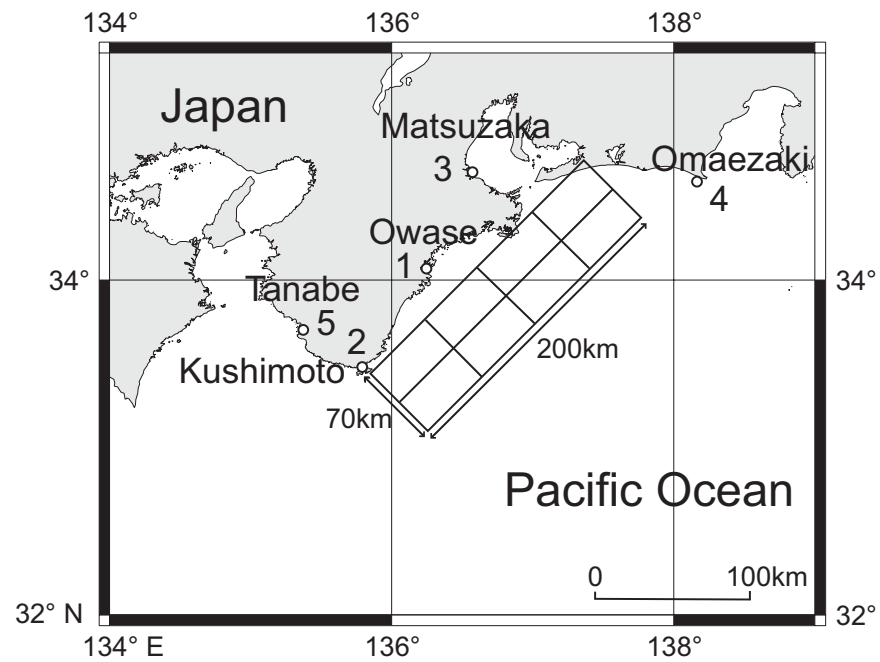 134°
136°
138°
Japan
Matsuzaka
3
Omaezaki
4
Owase
1
34°
34°
Tanabe
5
2
Kushimoto
200km
70km
Pacific Ocean
0
100km
32° N
32°
134° E
136°
138°